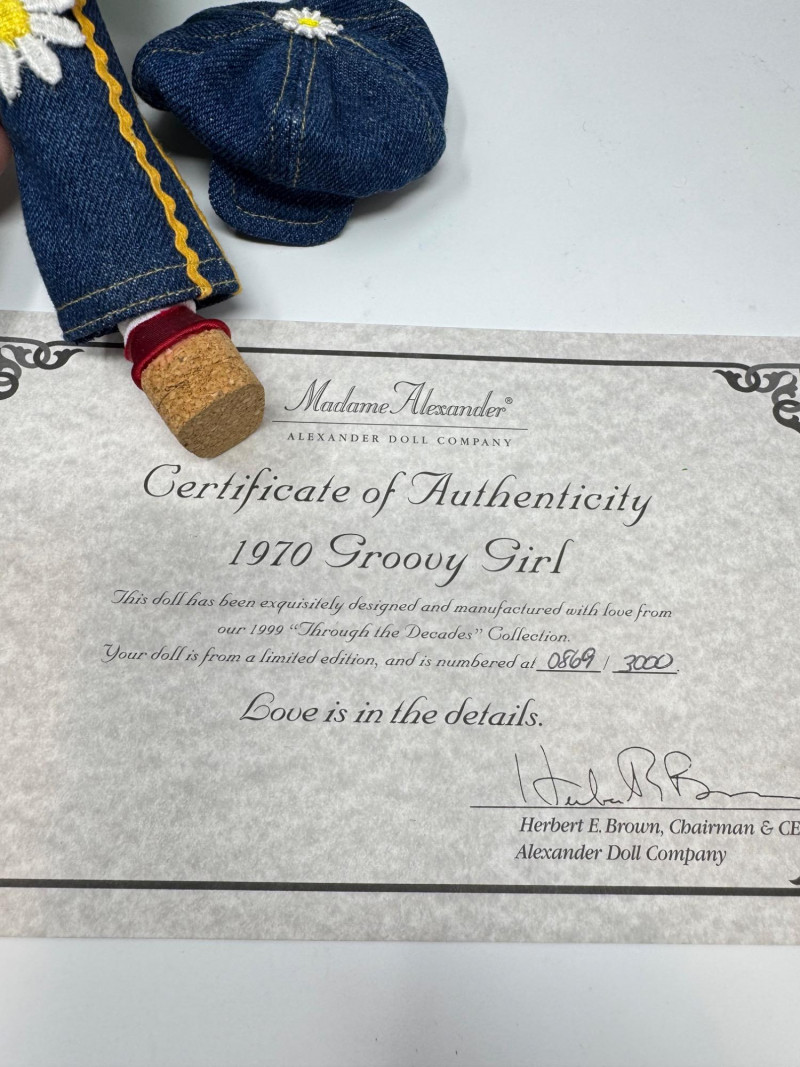 Madame Alexander®
ALEXANDER DOLL COMPANY
Certificate of Authenticity
1970 Groovy Girl
This doll has been exquisitely designed and manufactured with love from
our 1999 "Through the Decades" Collection.
Your doll is from a limited edition, and is numbered at 0869 / 3000.
Love is in the details.
Herbert E. Brown, Chairman & CE
Alexander Doll Company